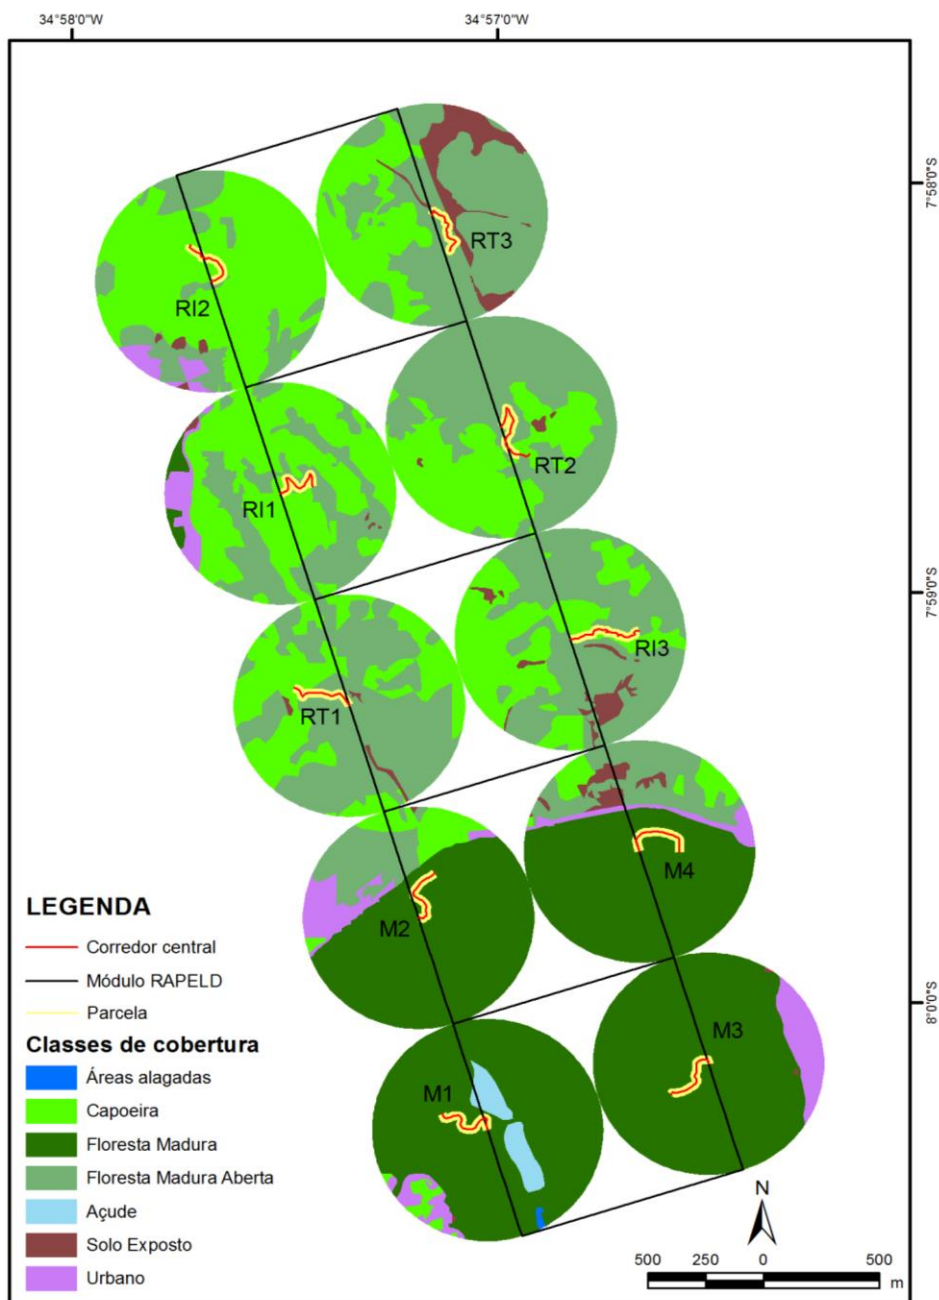 34°58'0"W
34°57'0"W
7°58'0"S
RT3
RI2
RT2
RI1
7°59'0"S
RI3
RT1
M4
M2
8°0'0"S
M3
M1
LEGENDA
Corredor central
Módulo RAPELD
Parcela
Classes de cobertura
Áreas alagadas
Capoeira
Floresta Madura
Floresta Madura Aberta
Açude
Solo Exposto
Urbano
N
500 250 0 500
m